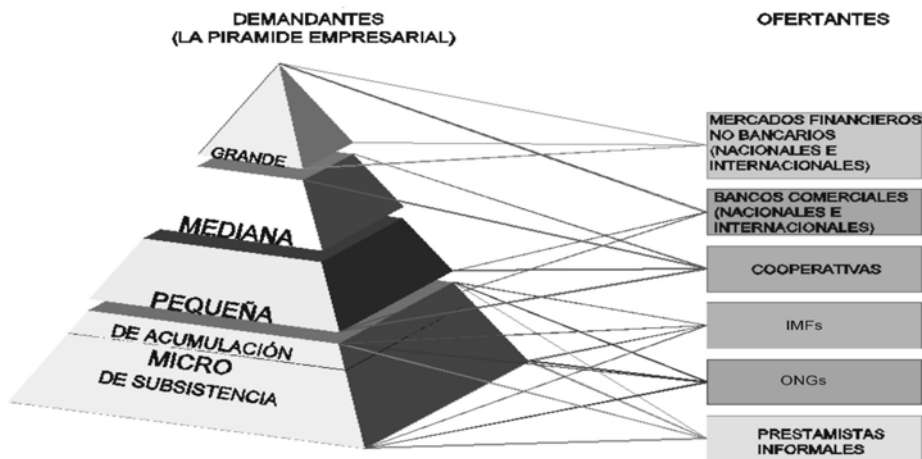 DEMANDANTES
(LA PIRAMIDE EMPRESARIAL)
GRANDE
MEDIANA
PEQUEÑA
DE ACUMULACIÓN
MICRO
DE SUBSISTENCIA
OFERTANTES
MERCADOS FINANCIEROS
NO BANCARIOS
(NACIONALES E
INTERNACIONALES)
BANCOS COMERCIALES
(NACIONALES E
INTERNACIONALES)
COOPERATIVAS
IMFs
ONGs
PRESTAMISTAS
INFORMALES